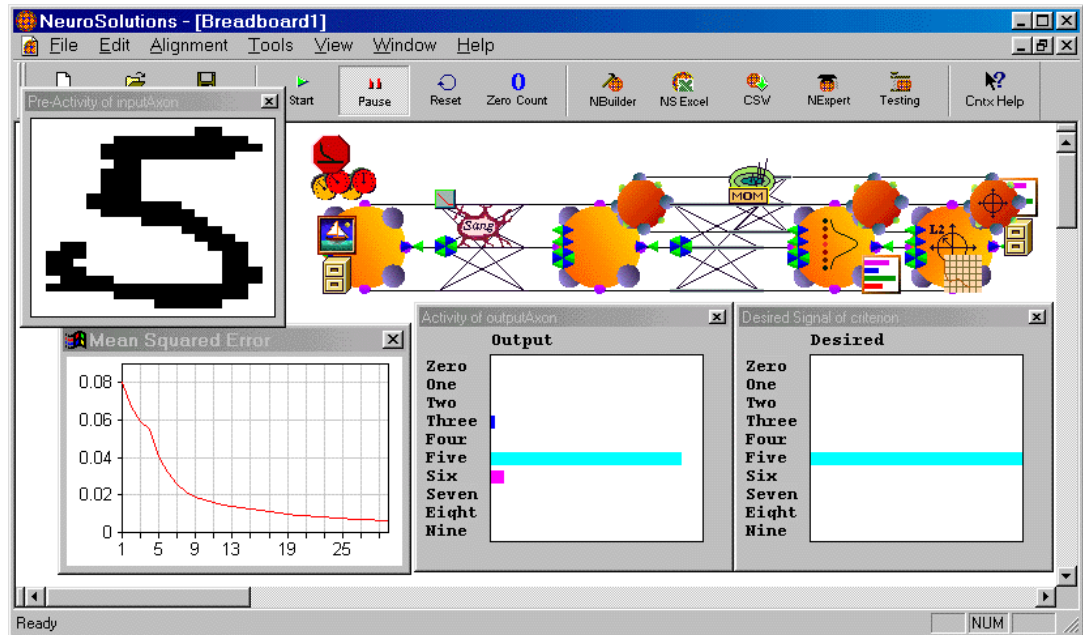 NeuroSolutions - [Breadboard1]
File Edit Alignment Tools View Window Help
Start Pause Reset Zero Count NBuilder NS Excel CSW NExpert Testing Cntx Help
Pre-Activity of inputAxon
Sang
MOM
L2
Mean Squared Error
0.08
0.06
0.04
0.02
0
1 5 9 13 19 25
Activity of outputAxon
Output
Zero
One
Two
Three
Four
Five
Six
Seven
Eight
Nine
Desired Signal of criterion
Desired
Zero
One
Two
Three
Four
Five
Six
Seven
Eight
Nine
Ready NUM